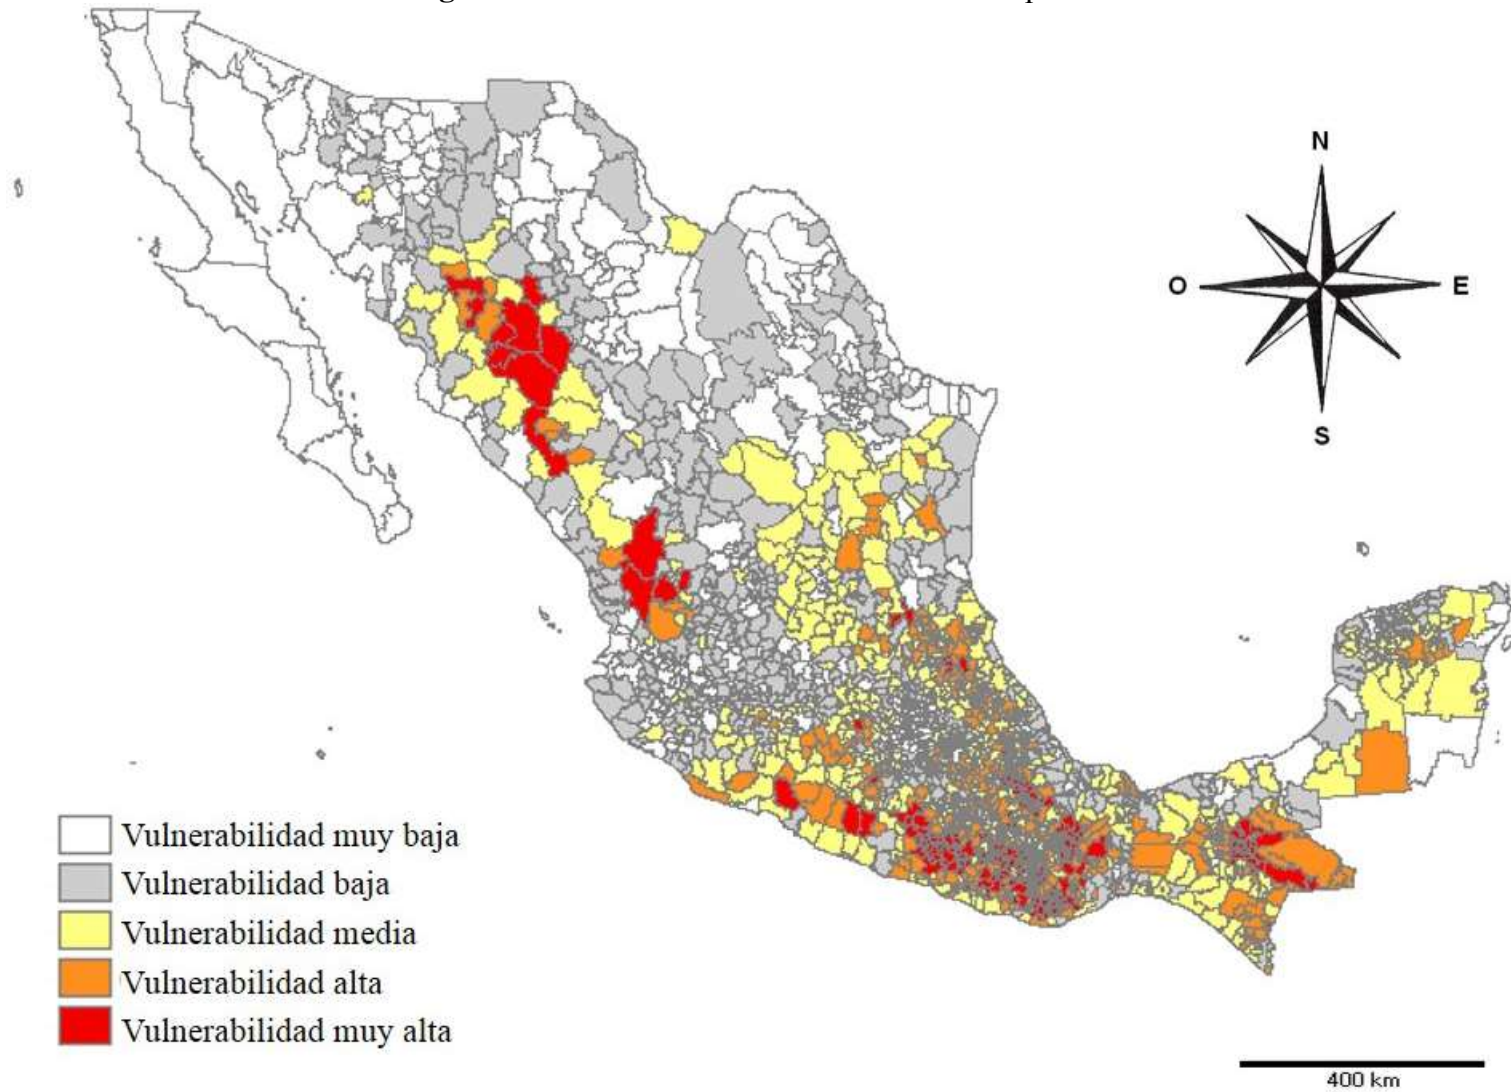 N
O
E
S
Vulnerabilidad muy baja
Vulnerabilidad baja
Vulnerabilidad media
Vulnerabilidad alta
Vulnerabilidad muy alta
400 km